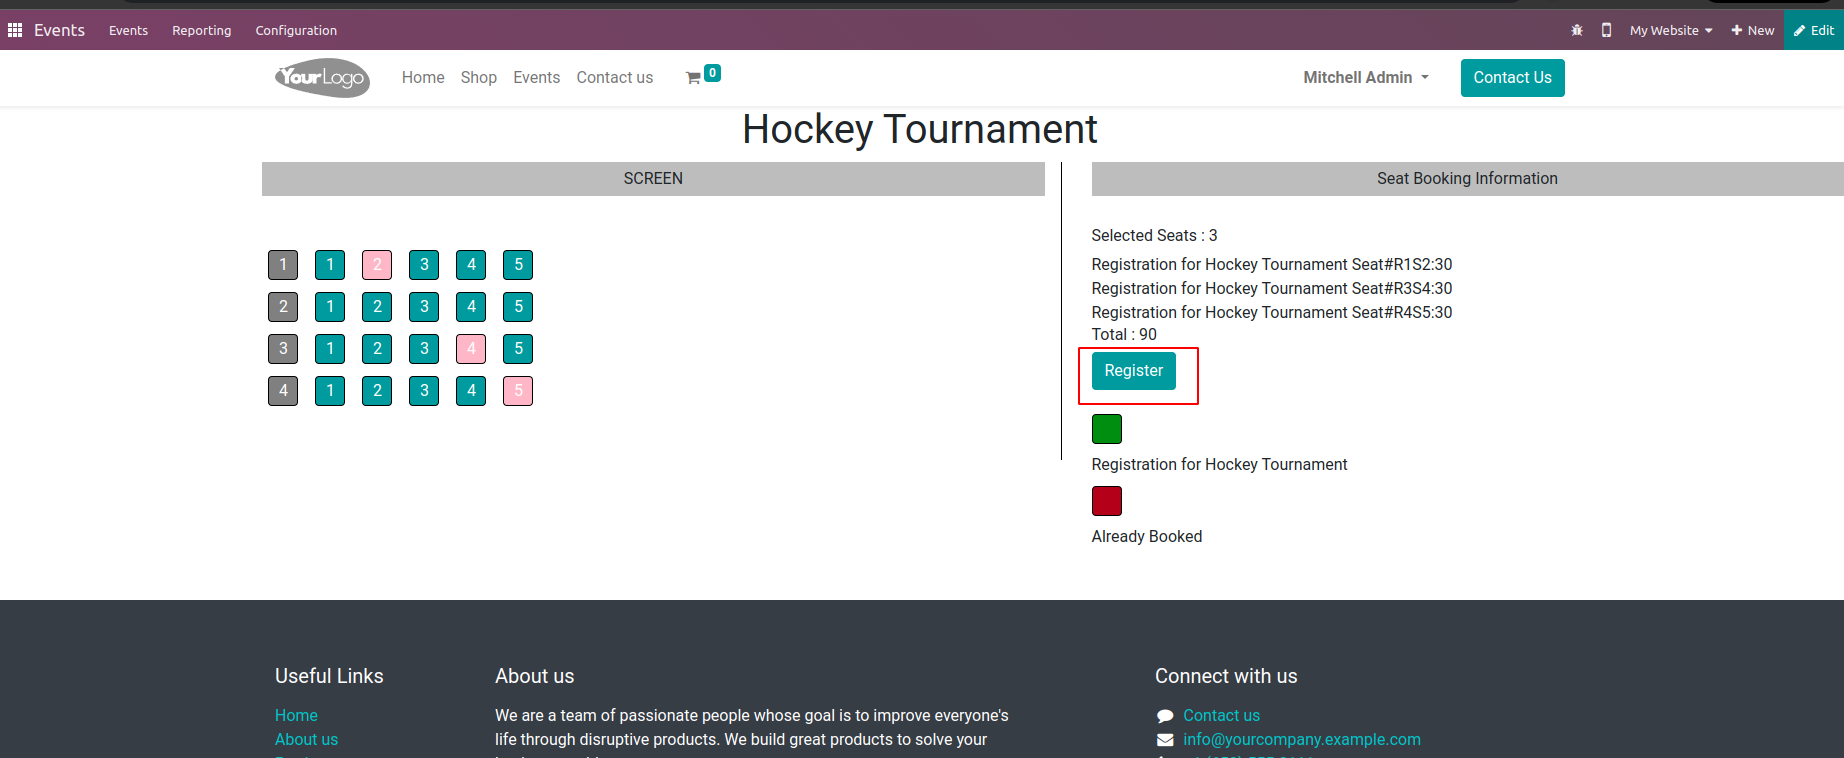 Events Events Reporting Configuration My Website New Edit
YourLogo Home Shop Events Contact us 0 Mitchell Admin Contact Us
Hockey Tournament
SCREEN
Seat Booking Information
Selected Seats : 3
1 1 2 3 4 5
Registration for Hockey Tournament Seat#R1S2:30
Registration for Hockey Tournament Seat#R3S4:30
2 1 2 3 4 5
Registration for Hockey Tournament Seat#R4S5:30
Total : 90
3 1 2 3 4 5
Register
4 1 2 3 4 5
Registration for Hockey Tournament
Already Booked
Useful Links
Home
About us
About us
We are a team of passionate people whose goal is to improve everyone's
life through disruptive products. We build great products to solve your
Connect with us
Contact us
info@yourcompany.example.com